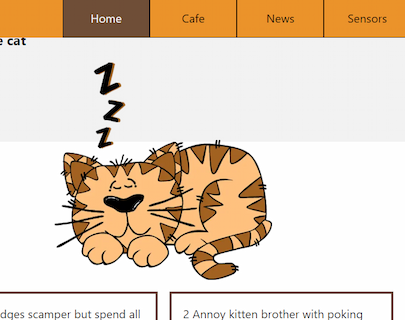 Home Cafe News Sensors
e cat
Z
Z
Z
dges scamper but spend all
2 Annoy kitten brother with poking